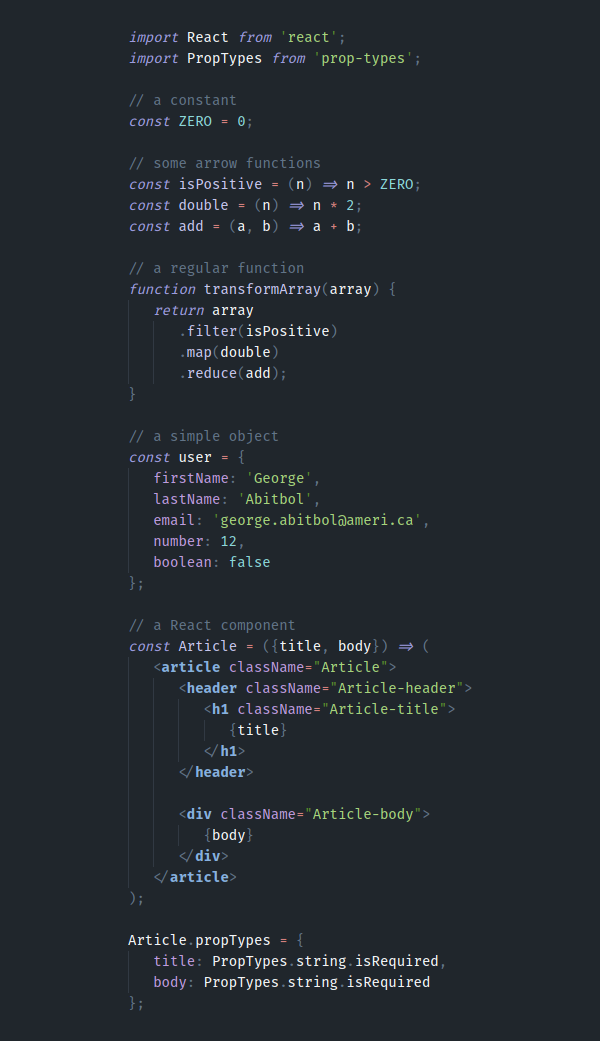 import React from 'react';
import PropTypes from 'prop-types';

// a constant
const ZERO = 0;

// some arrow functions
const isPositive = (n) => n > ZERO;
const double = (n) => n * 2;
const add = (a, b) => a + b;

// a regular function
function transformArray(array) {
   return array
      .filter(isPositive)
      .map(double)
      .reduce(add);
}

// a simple object
const user = {
   firstName: 'George',
   lastName: 'Abitbol',
   email: 'george.abitbol@ameri.ca',
   number: 12,
   boolean: false
};

// a React component
const Article = ({title, body}) => (
   <article className="Article">
      <header className="Article-header">
         <h1 className="Article-title">
            {title}
         </h1>
      </header>

      <div className="Article-body">
         {body}
      </div>
   </article>
);

Article.propTypes = {
   title: PropTypes.string.isRequired,
   body: PropTypes.string.isRequired
};